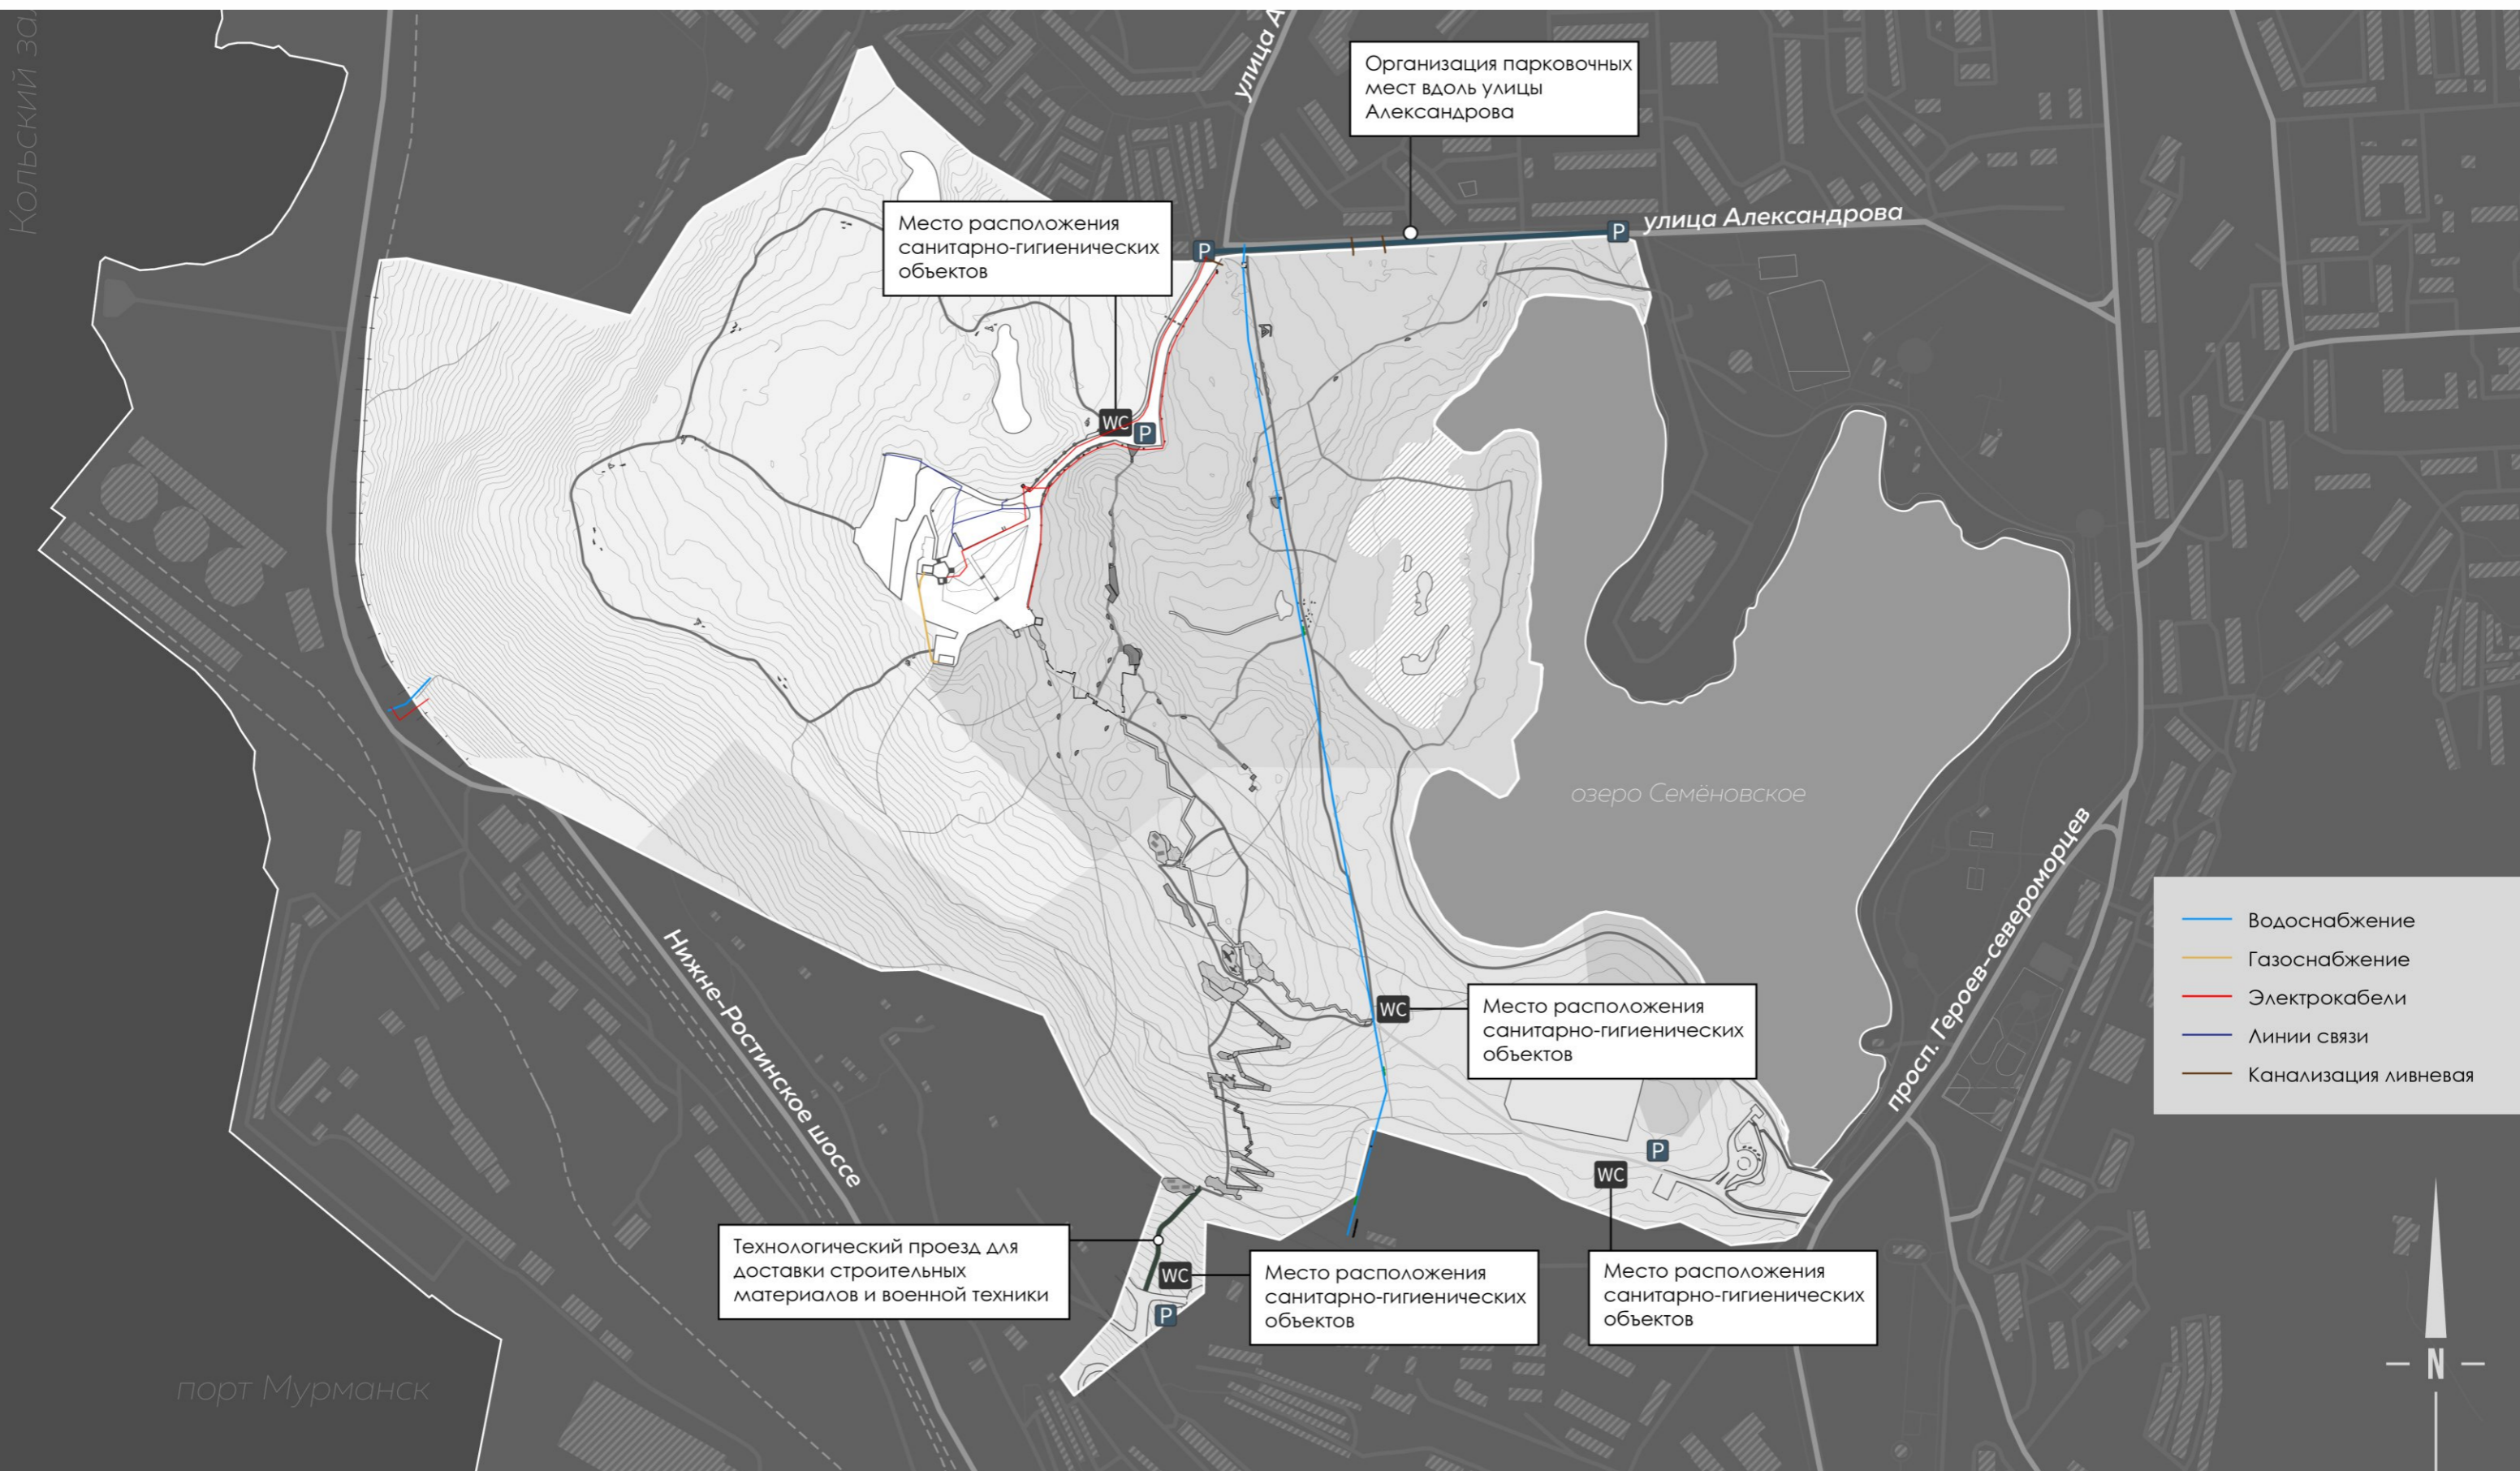 Кольский
улица
Организация парковочных
мест вдоль улицы
Александрова
Место расположения
санитарно-гигиенических
объектов
P
P
улица Александрова
WC
P
озеро Семёновское
просп. Героев-североморцев
Нижне-Ростинское шоссе
Водоснабжение
Газоснабжение
Электрокабели
Линии связи
Канализация ливневая
WC
Место расположения
санитарно-гигиенических
объектов
P
WC
Технологический проезд для
доставки строительных
материалов и военной техники
WC
P
Место расположения
санитарно-гигиенических
объектов
Место расположения
санитарно-гигиенических
объектов
N
порт Мурманск